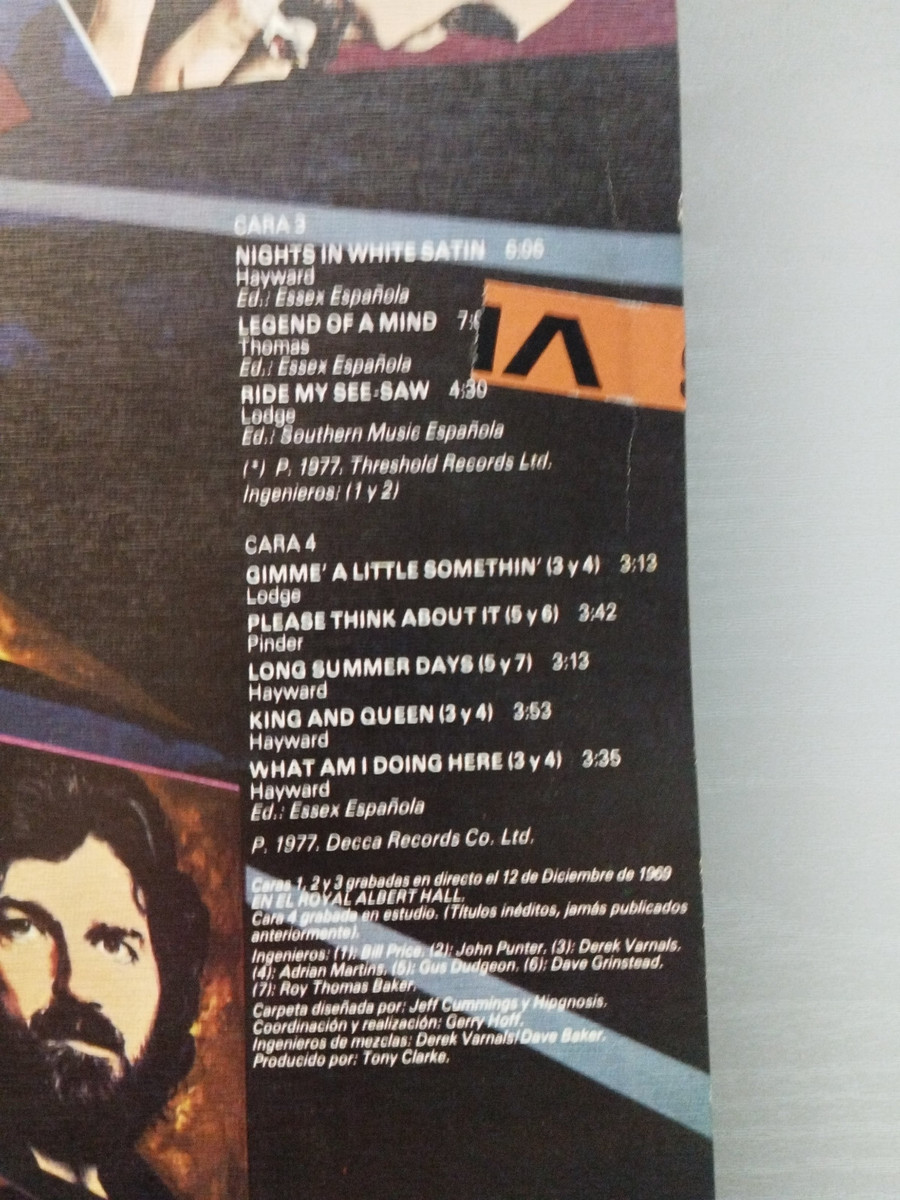 CARA 3
NIGHTS IN WHITE SATIN 6:06
Hayward
Ed.: Essex Española
LEGEND OF A MIND
Thomas
Ed.: Essex Española
RIDE MY SEE-SAW 4:30
Lodge
Ed.: Southern Music Española
(*) P. 1977. Threshold Records Ltd.
Ingenieros: (1 y 2)
CARA 4
GIMME' A LITTLE SOMETHIN' (3 y 4) 3:13
Lodge
PLEASE THINK ABOUT IT (5 y 6) 3:42
Pinder
LONG SUMMER DAYS (5 y 7) 3:13
Hayward
KING AND QUEEN (3 y 4) 3:53
Hayward
WHAT AM I DOING HERE (3 y 4) 3:35
Hayward
Ed.: Essex Española
P. 1977. Decca Records Co. Ltd.
Caras 1, 2 y 3 grabadas en directo el 12 de Diciembre de 1969
EN EL ROYAL ALBERT HALL.
Cara 4 grabada en estudio. (Títulos inéditos, jamás publicados
anteriormente).
Ingenieros: (1): Bill Price, (2): John Punter, (3): Derek Varnals,
(4): Adrian Martins, (5): Gus Dudgeon, (6): Dave Grinstead,
(7): Roy Thomas Baker.
Carpeta diseñada por: Jeff Cummings y Hipgnosis.
Coordinación y realización: Gerry Hoff.
Ingenieros de mezclas: Derek Varnals/Dave Baker.
Producido por: Tony Clarke.